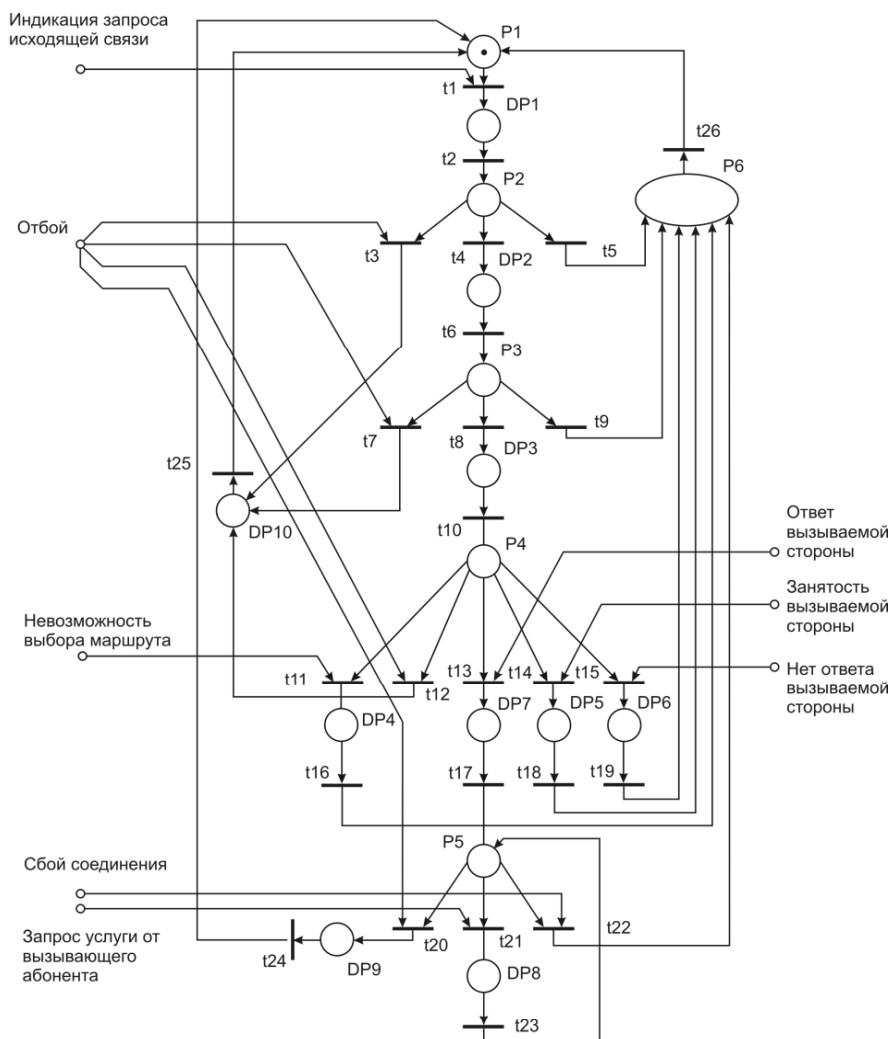 Индикация запроса
исходящей связи
P1
t1
DP1
t26
t2
P6
P2
Отбой
t3
t4
t5
DP2
t6
P3
t7
t8
t9
DP3
t25
DP10
t10
P4
Ответ
вызываемой
стороны
Занятость
вызываемой
стороны
Невозможность
выбора маршрута
t11
t12
t13
t14
t15
Нет ответа
вызываемой
стороны
DP4
DP7
DP5
DP6
t16
t17
t18
t19
P5
Сбой соединения
t20
t21
t22
Запрос услуги от
вызывающего
абонента
t24
DP9
DP8
t23